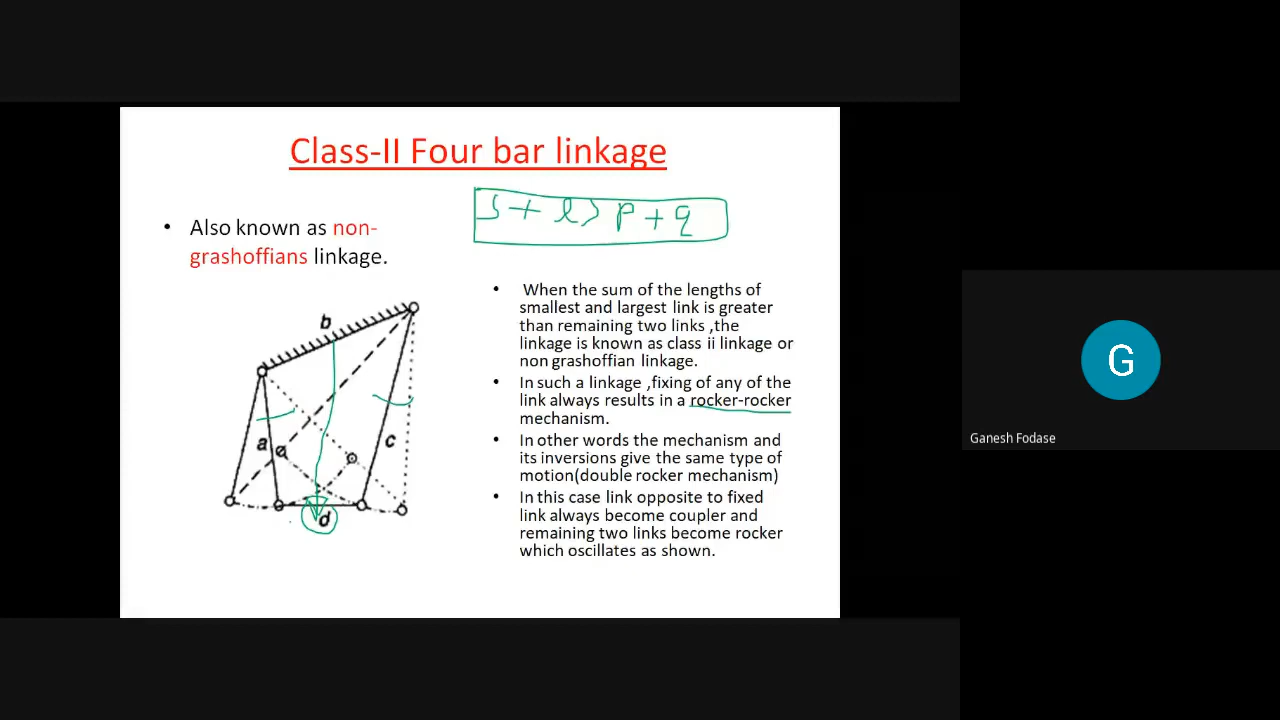 Class-II Four bar linkage
s + l > p + q
• Also known as non-
grashoffians linkage.
b
a
c
d
• When the sum of the lengths of
smallest and largest link is greater
than remaining two links ,the
linkage is known as class ii linkage or
non grashoffian linkage.
• In such a linkage ,fixing of any of the
link always results in a rocker-rocker
mechanism.
• In other words the mechanism and
its inversions give the same type of
motion(double rocker mechanism)
• In this case link opposite to fixed
link always become coupler and
remaining two links become rocker
which oscillates as shown.
G
Ganesh Fodase